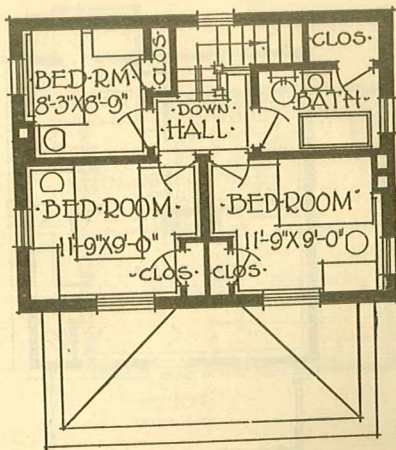 CLOS.
BED-RM.
8'-3"X8'-9"
CLOS.
DOWN
HALL
BATH
BED-ROOM
11'-9"X9'-0"
BED-ROOM
11'-9"X9'-0"
CLOS.
CLOS.